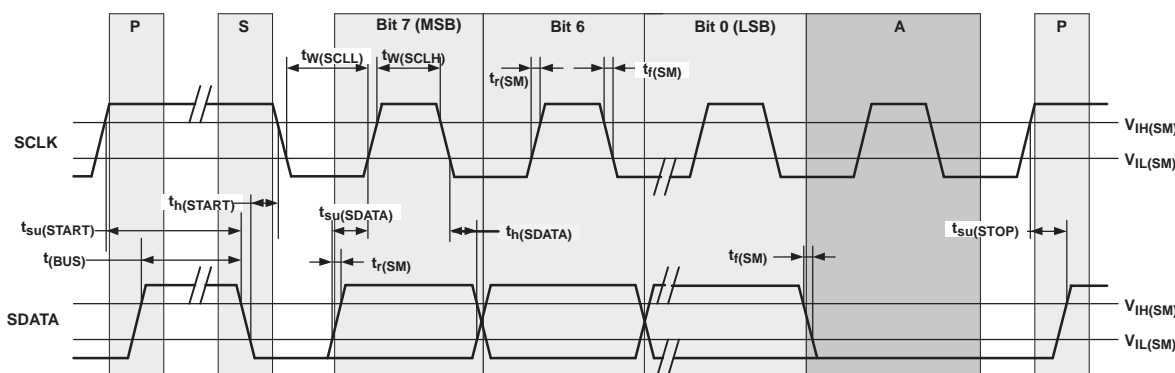 P S Bit 7 (MSB) Bit 6 Bit 0 (LSB) A P
tW(SCLL) tW(SCLH)
tr(SM) tf(SM)
VIH(SM)
SCLK
VIL(SM)
th(START)
tsu(SDATA)
tsu(START) th(SDATA) tsu(STOP)
t(BUS) tr(SM) tf(SM)
VIH(SM)
SDATA
VIL(SM)